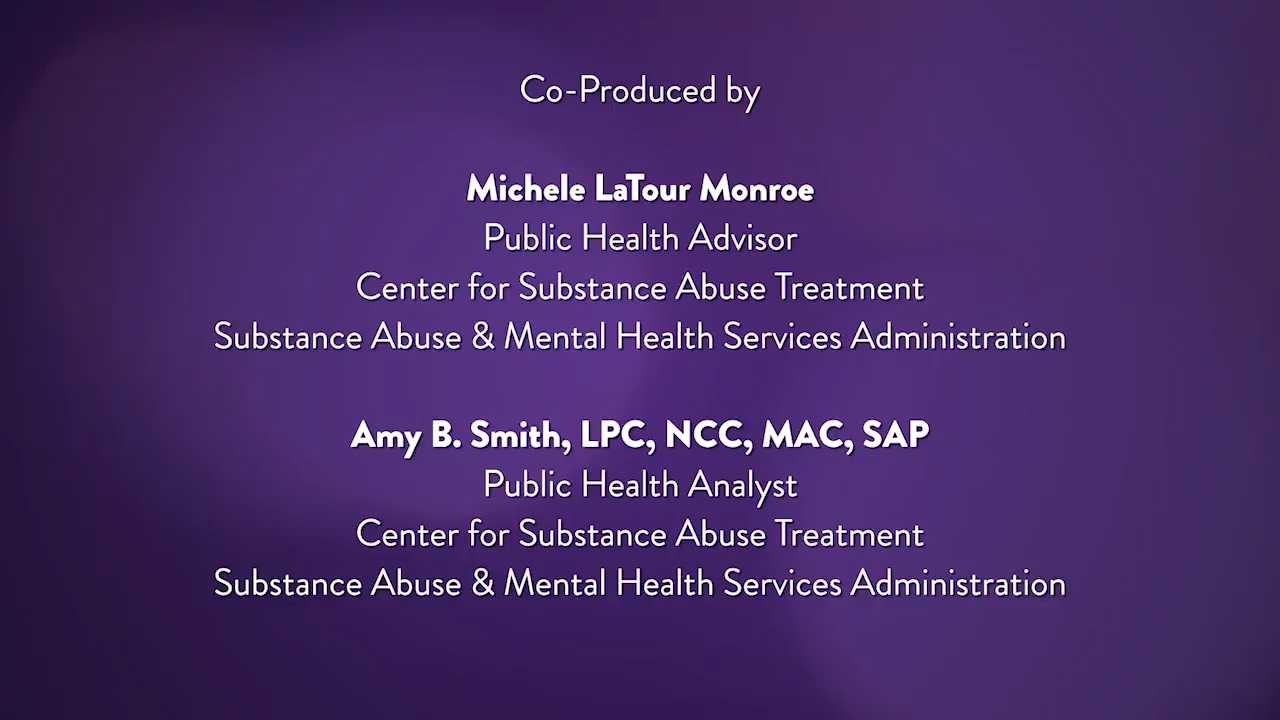 Co-Produced by
Michele LaTour Monroe
Public Health Advisor
Center for Substance Abuse Treatment
Substance Abuse & Mental Health Services Administration
Amy B. Smith, LPC, NCC, MAC, SAP
Public Health Analyst
Center for Substance Abuse Treatment
Substance Abuse & Mental Health Services Administration